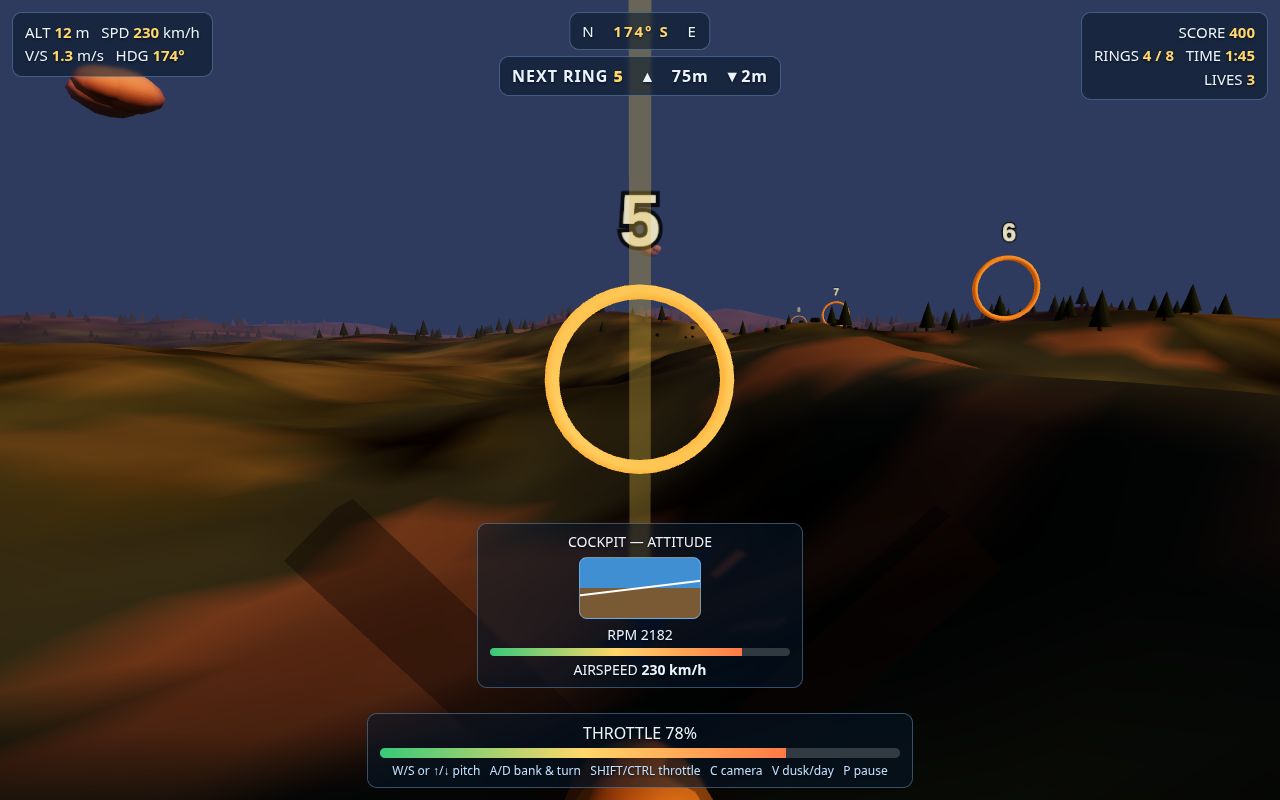 ALT 12 m SPD 230 km/h
V/S 1.3 m/s HDG 174°
N 174° S E
NEXT RING 5 ▲ 75m ▼2m
SCORE 400
RINGS 4 / 8 TIME 1:45
LIVES 3
5
6
7
8
COCKPIT — ATTITUDE
RPM 2182
AIRSPEED 230 km/h
THROTTLE 78%
W/S or ↑/↓ pitch A/D bank & turn SHIFT/CTRL throttle C camera V dusk/day P pause